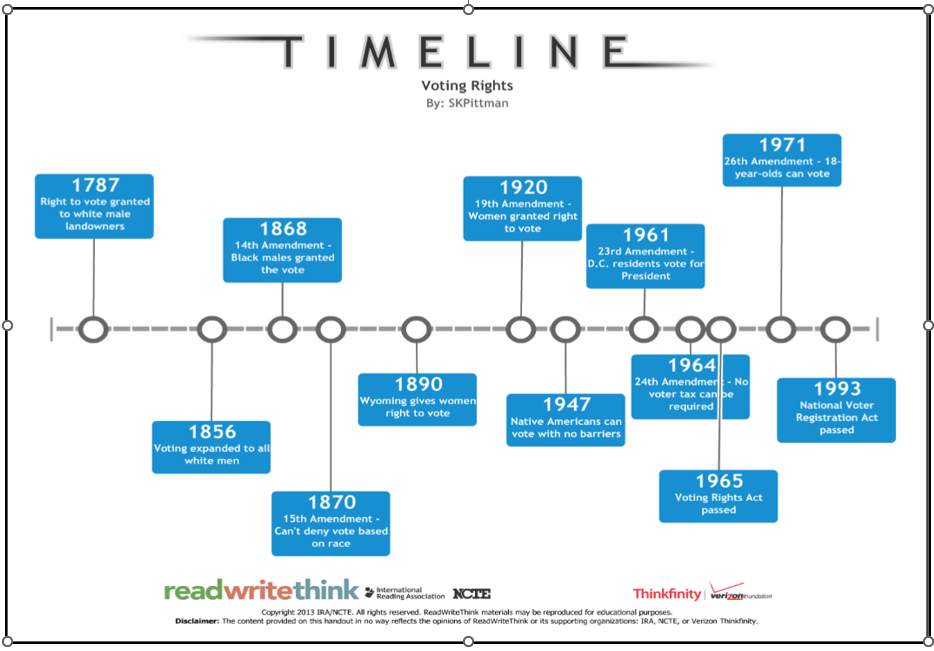 TIMELINE
Voting Rights
By: SKPittman
1787
Right to vote granted
to white male
landowners
1856
Voting expanded to all
white men
1868
14th Amendment -
Black males granted
the vote
1870
15th Amendment -
Can't deny vote based
on race
1890
Wyoming gives women
right to vote
1920
19th Amendment -
Women granted right
to vote
1947
Native Americans can
vote with no barriers
1961
23rd Amendment -
D.C. residents vote for
President
1964
24th Amendment - No
voter tax can be
required
1965
Voting Rights Act
passed
1971
26th Amendment - 18-
year-olds can vote
1993
National Voter
Registration Act
passed
readwritethink
International
Reading Association
NCTE
Thinkfinity
verizonfoundation
Copyright 2013 IRA/NCTE. All rights reserved. ReadWriteThink materials may be reproduced for educational purposes.
Disclaimer: The content provided on this handout in no way reflects the opinions of ReadWriteThink or its supporting organizations: IRA, NCTE, or Verizon Thinkfinity.